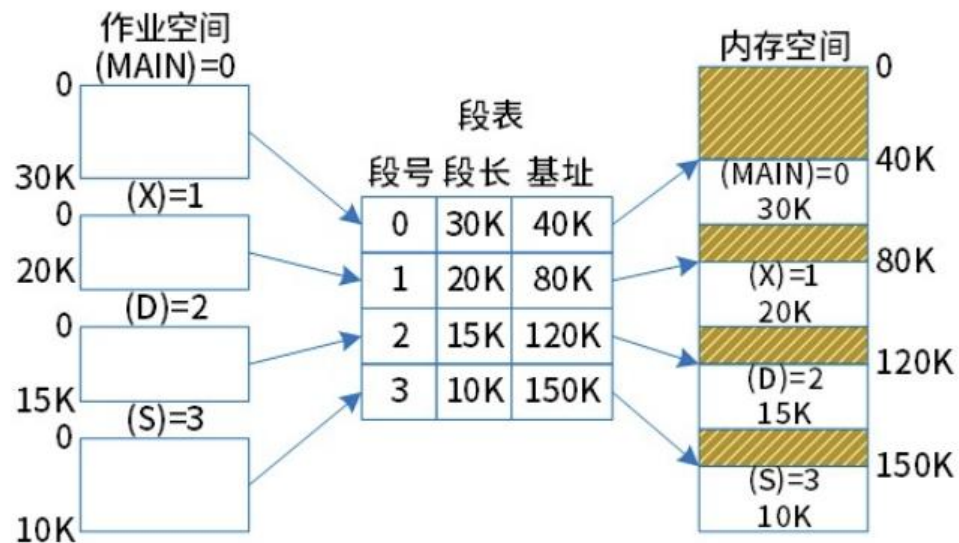 作业空间
(MAIN)=0
0
30K
(X)=1
0
20K
(D)=2
0
15K
(S)=3
0
10K
段表
段号 段长 基址
0 30K 40K
1 20K 80K
2 15K 120K
3 10K 150K
内存空间
0
40K
(MAIN)=0
30K
80K
(X)=1
20K
120K
(D)=2
15K
150K
(S)=3
10K